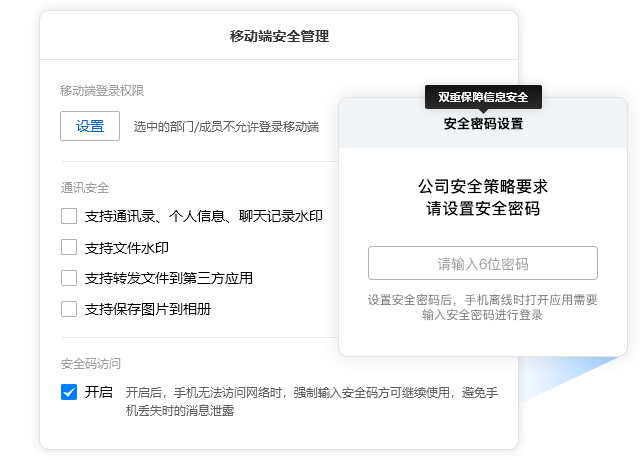 移动端安全管理
移动端登录权限
设置
选中的部门/成员不允许登录移动端
通讯安全
支持通讯录、个人信息、聊天记录水印
支持文件水印
支持转发文件到第三方应用
支持保存图片到相册
安全码访问
开启
开启后，手机无法访问网络时，强制输入安全码方可继续使用，避免手
机丢失时的消息泄露
双重保障信息安全
安全密码设置
公司安全策略要求
请设置安全密码
请输入6位密码
设置安全密码后，手机离线时打开应用需要
输入安全密码进行登录